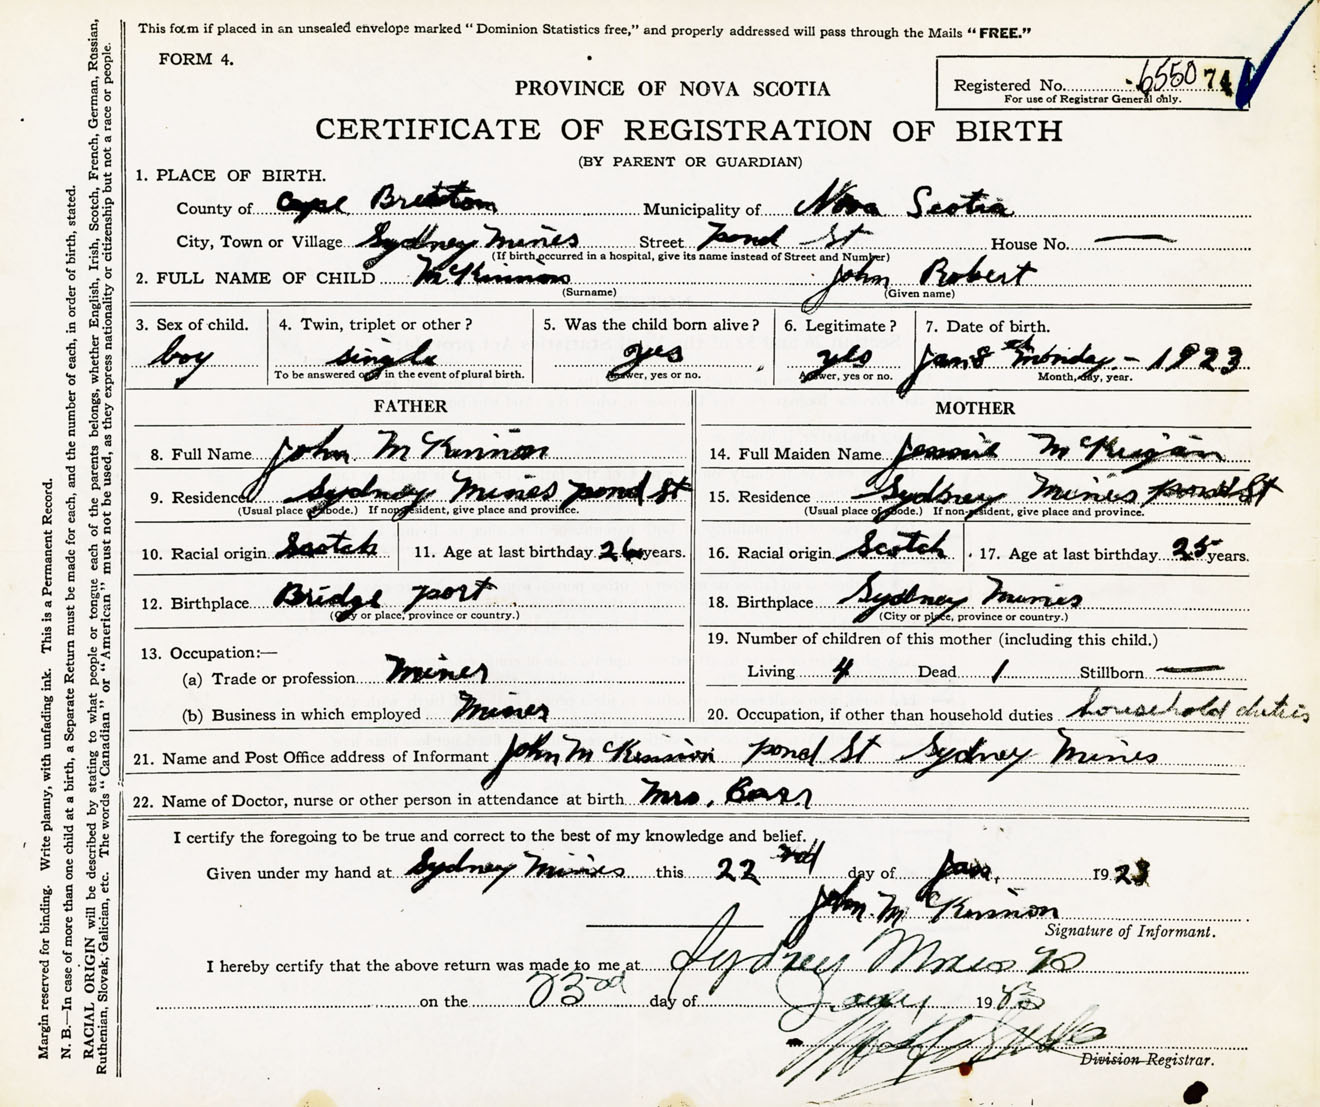 This form if placed in an unsealed envelope marked "Dominion Statistics free," and properly addressed will pass through the Mails "FREE."
FORM 4.
Registered No. 6550 74
For use of Registrar General only.
PROVINCE OF NOVA SCOTIA
CERTIFICATE OF REGISTRATION OF BIRTH
(BY PARENT OR GUARDIAN)
1. PLACE OF BIRTH.
County of Cape Bretton Municipality of Nova Scotia
City, Town or Village Sydney Mines Street pond St House No. —
(If birth occurred in a hospital, give its name instead of Street and Number)
2. FULL NAME OF CHILD McKinnon John Robert
(Surname) (Given name)
3. Sex of child. 4. Twin, triplet or other? 5. Was the child born alive? 6. Legitimate? 7. Date of birth.
boy single yes yes Jan 8th Monday - 1923
To be answered only in the event of plural birth. Answer, yes or no. Answer, yes or no. Month, day, year.
FATHER MOTHER
8. Full Name John McKinnon 14. Full Maiden Name Jessie McKeigan
9. Residence Sydney Mines pond St 15. Residence Sydney Mines pond St
(Usual place of abode.) If non-resident, give place and province. (Usual place of abode.) If non-resident, give place and province.
10. Racial origin Scotch 11. Age at last birthday 26 years. 16. Racial origin Scotch 17. Age at last birthday 25 years.
12. Birthplace Bridge port 18. Birthplace Sydney Mines
(City or place, province or country.) (City or place, province or country.)
13. Occupation:— 19. Number of children of this mother (including this child.)
(a) Trade or profession Miner Living 4 Dead 1 Stillborn —
(b) Business in which employed Mines 20. Occupation, if other than household duties household duties
21. Name and Post Office address of Informant John McKinnon pond St Sydney Mines
22. Name of Doctor, nurse or other person in attendance at birth Mrs.
I certify the foregoing to be true and correct to the best of my knowledge and belief.
Given under my hand at Sydney Mines this 22nd day of Jan. 1923
John McKinnon
Signature of Informant.
I hereby certify that the above return was made to me at Sydney Mines
on the 23rd day of Jany 1923
Division Registrar.
Margin reserved for binding. Write plainly, with unfading ink. This is a Permanent Record.
N. B.—In case of more than one child at a birth, a Separate Return must be made for each, and the number of each, in order of birth, stated.
RACIAL ORIGIN will be described by stating to what people or tongue each of the parents belongs, whether English, Irish, Scotch, French, German, Russian,
Ruthenian, Slovak, Galician, etc. The words "Canadian" or "American" must not be used, as they express nationality or citizenship but not a race or people.